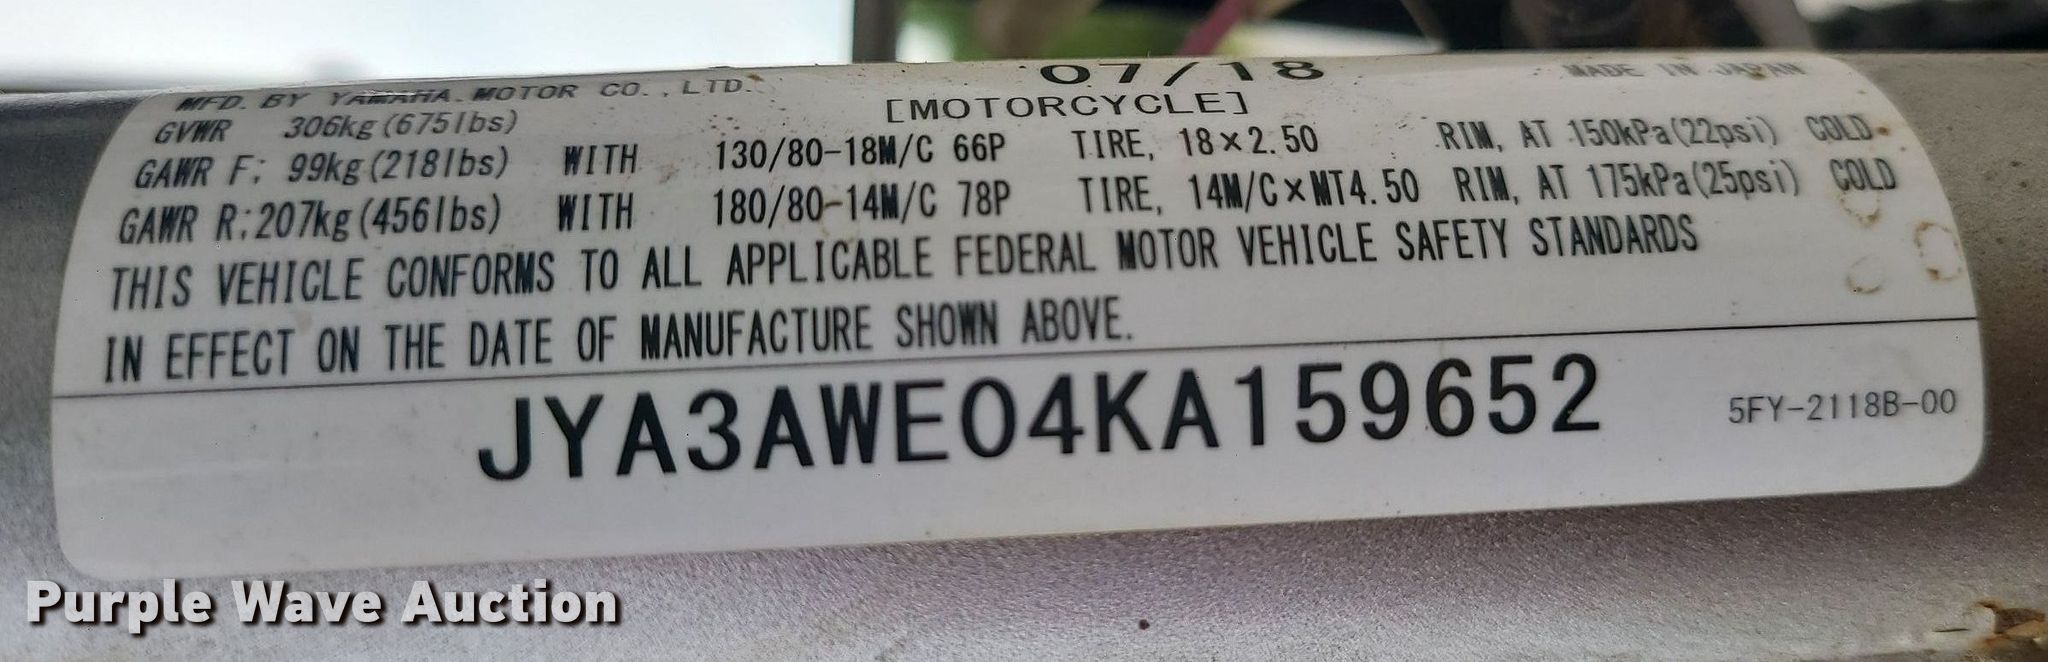 MFD. BY YAMAHA MOTOR CO., LTD. 07/18 MADE IN JAPAN
[MOTORCYCLE]
GVWR 306kg(675lbs)
GAWR F: 99kg(218lbs) WITH 130/80-18M/C 66P TIRE, 18×2.50 RIM, AT 150kPa(22psi) COLD
GAWR R:207kg(456lbs) WITH 180/80-14M/C 78P TIRE, 14M/C×MT4.50 RIM, AT 175kPa(25psi) COLD
THIS VEHICLE CONFORMS TO ALL APPLICABLE FEDERAL MOTOR VEHICLE SAFETY STANDARDS
IN EFFECT ON THE DATE OF MANUFACTURE SHOWN ABOVE.
JYA3AWE04KA159652
5FY-2118B-00
Purple Wave Auction